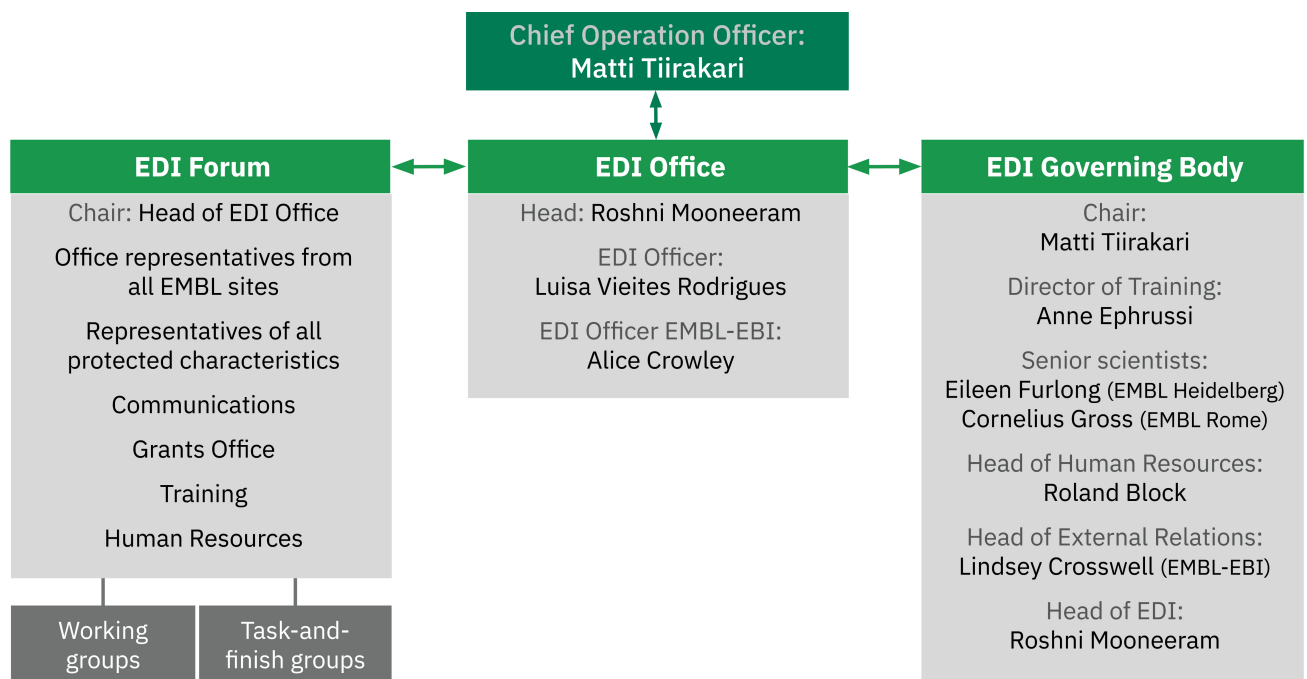 Chief Operation Officer:
Matti Tiirakari
EDI Forum
Chair: Head of EDI Office
Office representatives from
all EMBL sites
Representatives of all
protected characteristics
Communications
Grants Office
Training
Human Resources
Working
groups
Task-and-
finish groups
EDI Office
Head: Roshni Mooneeram
EDI Officer:
Luisa Vieites Rodrigues
EDI Officer EMBL-EBI:
Alice Crowley
EDI Governing Body
Chair:
Matti Tiirakari
Director of Training:
Anne Ephrussi
Senior scientists:
Eileen Furlong (EMBL Heidelberg)
Cornelius Gross (EMBL Rome)
Head of Human Resources:
Roland Block
Head of External Relations:
Lindsey Crosswell (EMBL-EBI)
Head of EDI:
Roshni Mooneeram